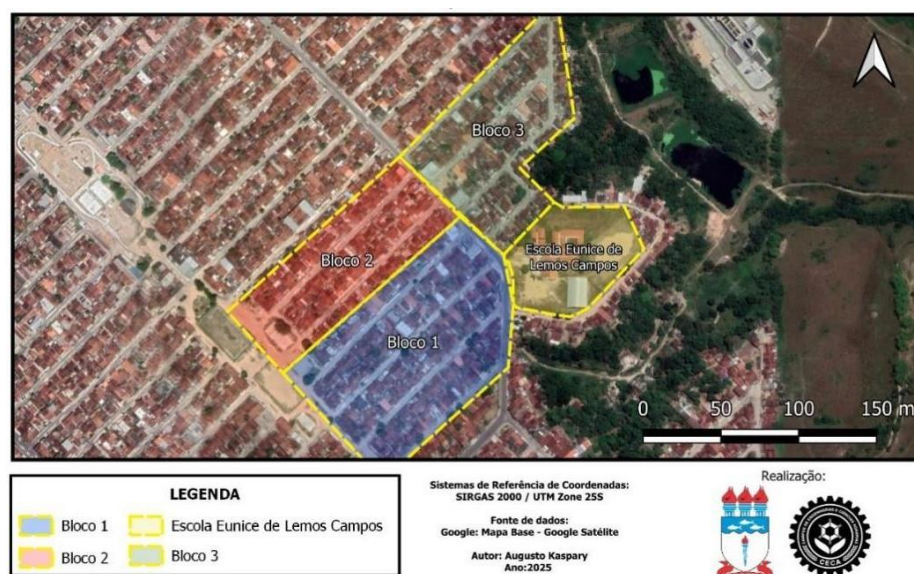 Bloco 3
Escola Eunice de
Lemos Campos
Bloco 2
Bloco 1
0 50 100 150 m
LEGENDA
Bloco 1
Escola Eunice de Lemos Campos
Bloco 2
Bloco 3
Sistemas de Referência de Coordenadas:
SIRGAS 2000 / UTM Zone 25S
Fonte de dados:
Google: Mapa Base - Google Satélite
Autor: Augusto Kaspary
Ano:2025
Realização:
CECA